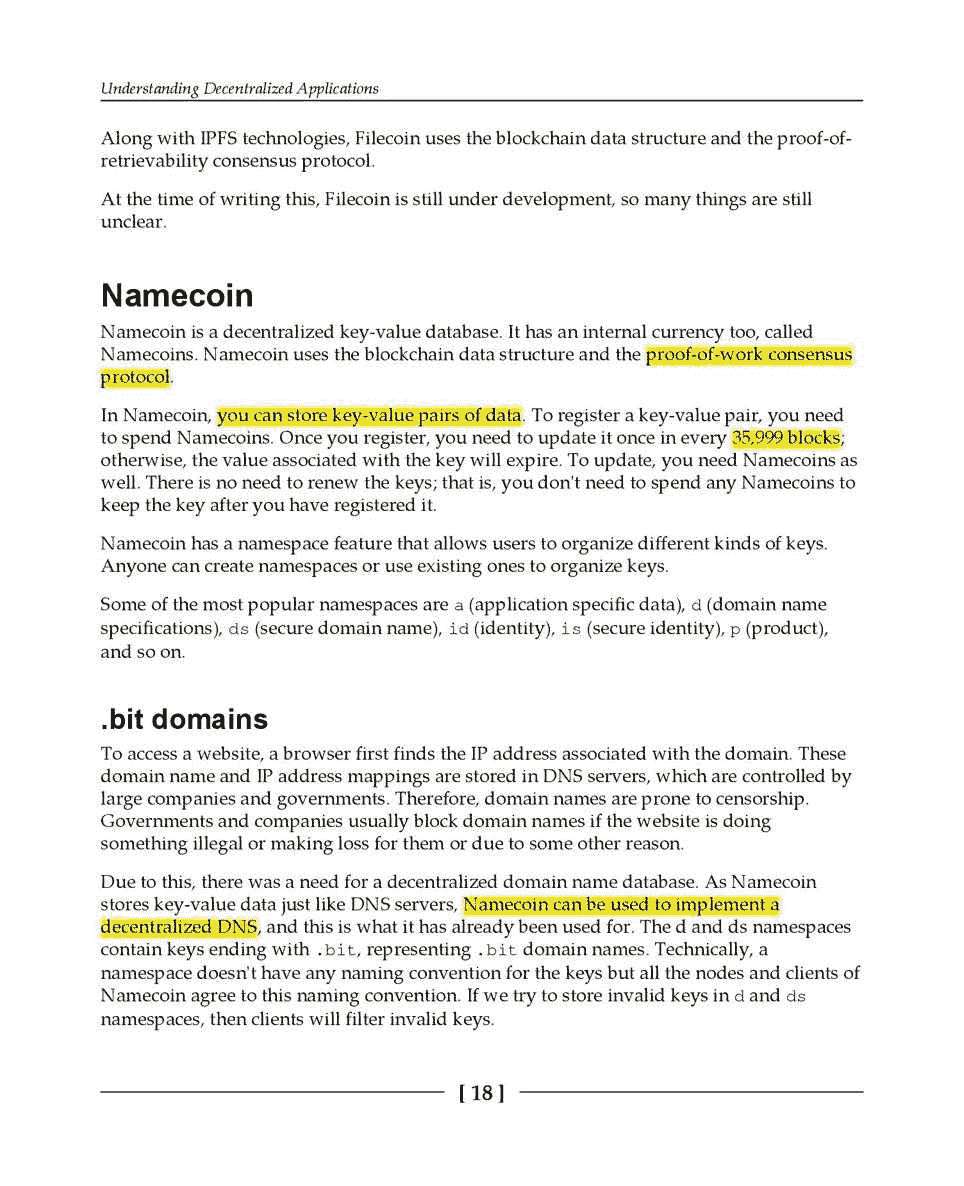 Understanding Decentralized Applications
Along with IPFS technologies, Filecoin uses the blockchain data structure and the proof-of-
retrievability consensus protocol.
At the time of writing this, Filecoin is still under development, so many things are still
unclear.
Namecoin
Namecoin is a decentralized key-value database. It has an internal currency too, called
Namecoins. Namecoin uses the blockchain data structure and the proof-of-work consensus
protocol.
In Namecoin, you can store key-value pairs of data. To register a key-value pair, you need
to spend Namecoins. Once you register, you need to update it once in every 35,999 blocks;
otherwise, the value associated with the key will expire. To update, you need Namecoins as
well. There is no need to renew the keys; that is, you don't need to spend any Namecoins to
keep the key after you have registered it.
Namecoin has a namespace feature that allows users to organize different kinds of keys.
Anyone can create namespaces or use existing ones to organize keys.
Some of the most popular namespaces are a (application specific data), d (domain name
specifications), ds (secure domain name), id (identity), is (secure identity), p (product),
and so on.
.bit domains
To access a website, a browser first finds the IP address associated with the domain. These
domain name and IP address mappings are stored in DNS servers, which are controlled by
large companies and governments. Therefore, domain names are prone to censorship.
Governments and companies usually block domain names if the website is doing
something illegal or making loss for them or due to some other reason.
Due to this, there was a need for a decentralized domain name database. As Namecoin
stores key-value data just like DNS servers, Namecoin can be used to implement a
decentralized DNS, and this is what it has already been used for. The d and ds namespaces
contain keys ending with .bit, representing .bit domain names. Technically, a
namespace doesn't have any naming convention for the keys but all the nodes and clients of
Namecoin agree to this naming convention. If we try to store invalid keys in d and ds
namespaces, then clients will filter invalid keys.
[ 18 ]